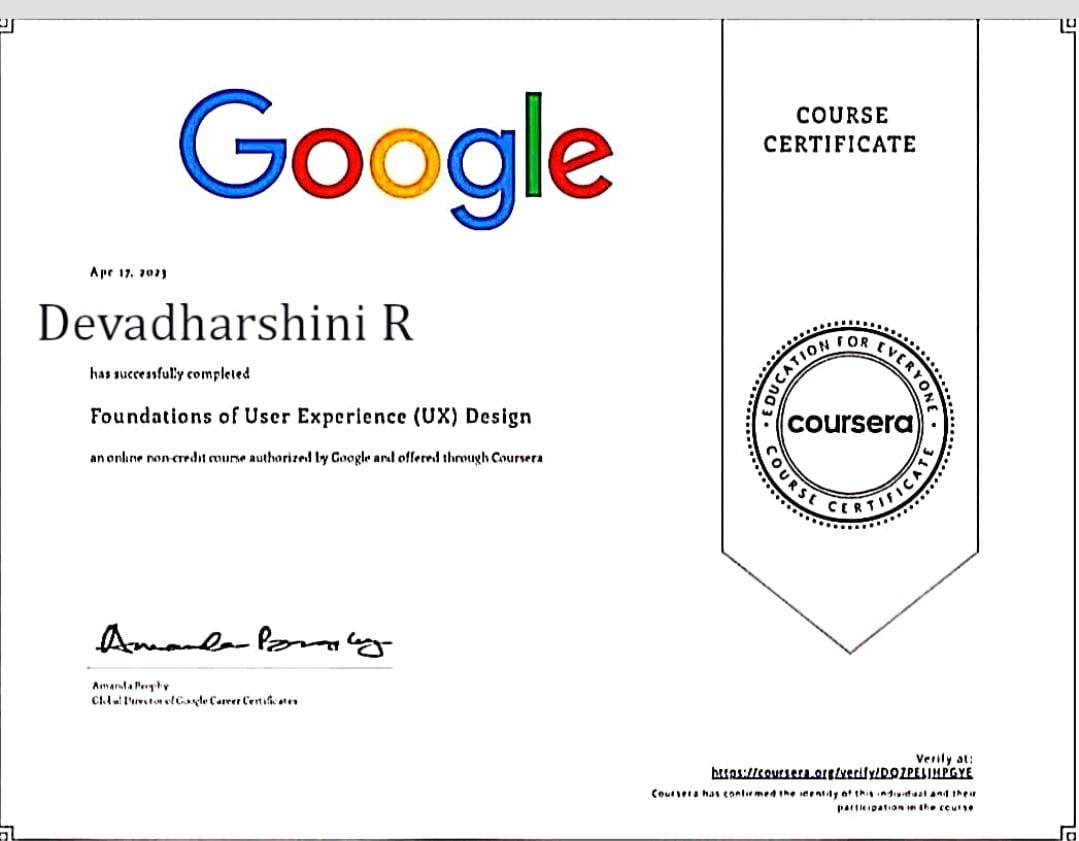 Google
COURSE
CERTIFICATE
Apr 17, 2023
Devadharshini R
has successfully completed
Foundations of User Experience (UX) Design
an online non-credit course authorized by Google and offered through Coursera
EDUCATION FOR EVERYONE
coursera
COURSE CERTIFICATE
Amanda Brophy
Global Director of Google Career Certificates
Verify at:
https://coursera.org/verify/
Coursera has confirmed the identity of this individual and their
participation in the course